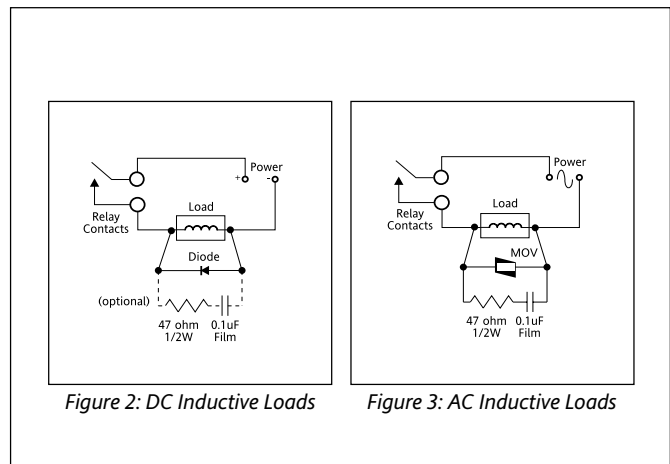 + Power -
Relay
Contacts
Load
Diode
(optional)
47 ohm 0.1uF
1/2W Film
Figure 2: DC Inductive Loads
Power
Relay
Contacts
Load
MOV
47 ohm 0.1uF
1/2W Film
Figure 3: AC Inductive Loads